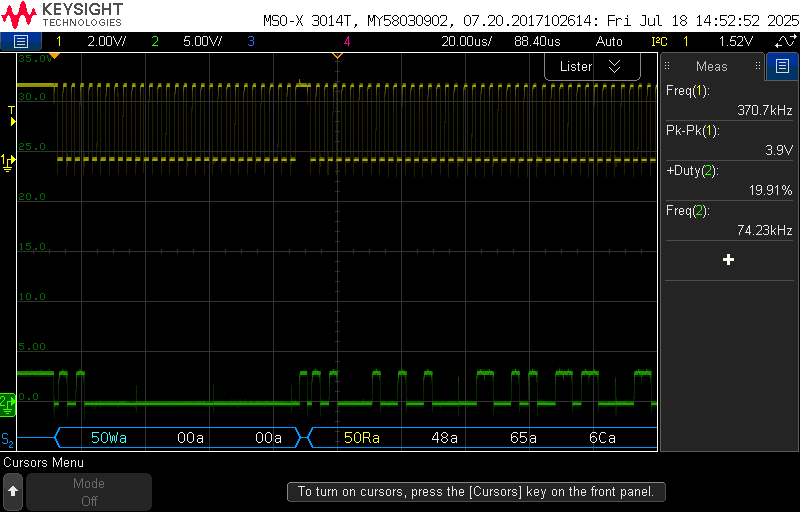 KEYSIGHT
TECHNOLOGIES
MSO-X 3014T, MY58030902, 07.20.2017102614: Fri Jul 18 14:52:52 2025
1 2.00V/ 2 5.00V/ 3 4 20.00us/ 88.40us Auto I²C 1 1.52V
35.0V
Lister
Meas
30.0
25.0
20.0
15.0
10.0
5.00
0.0
T
1
2
Freq(1):
370.7kHz
Pk-Pk(1):
3.9V
+Duty(2):
19.91%
Freq(2):
74.23kHz
S2 50Wa 00a 00a 50Ra 48a 65a 6Ca
Cursors Menu
Mode
Off
To turn on cursors, press the [Cursors] key on the front panel.